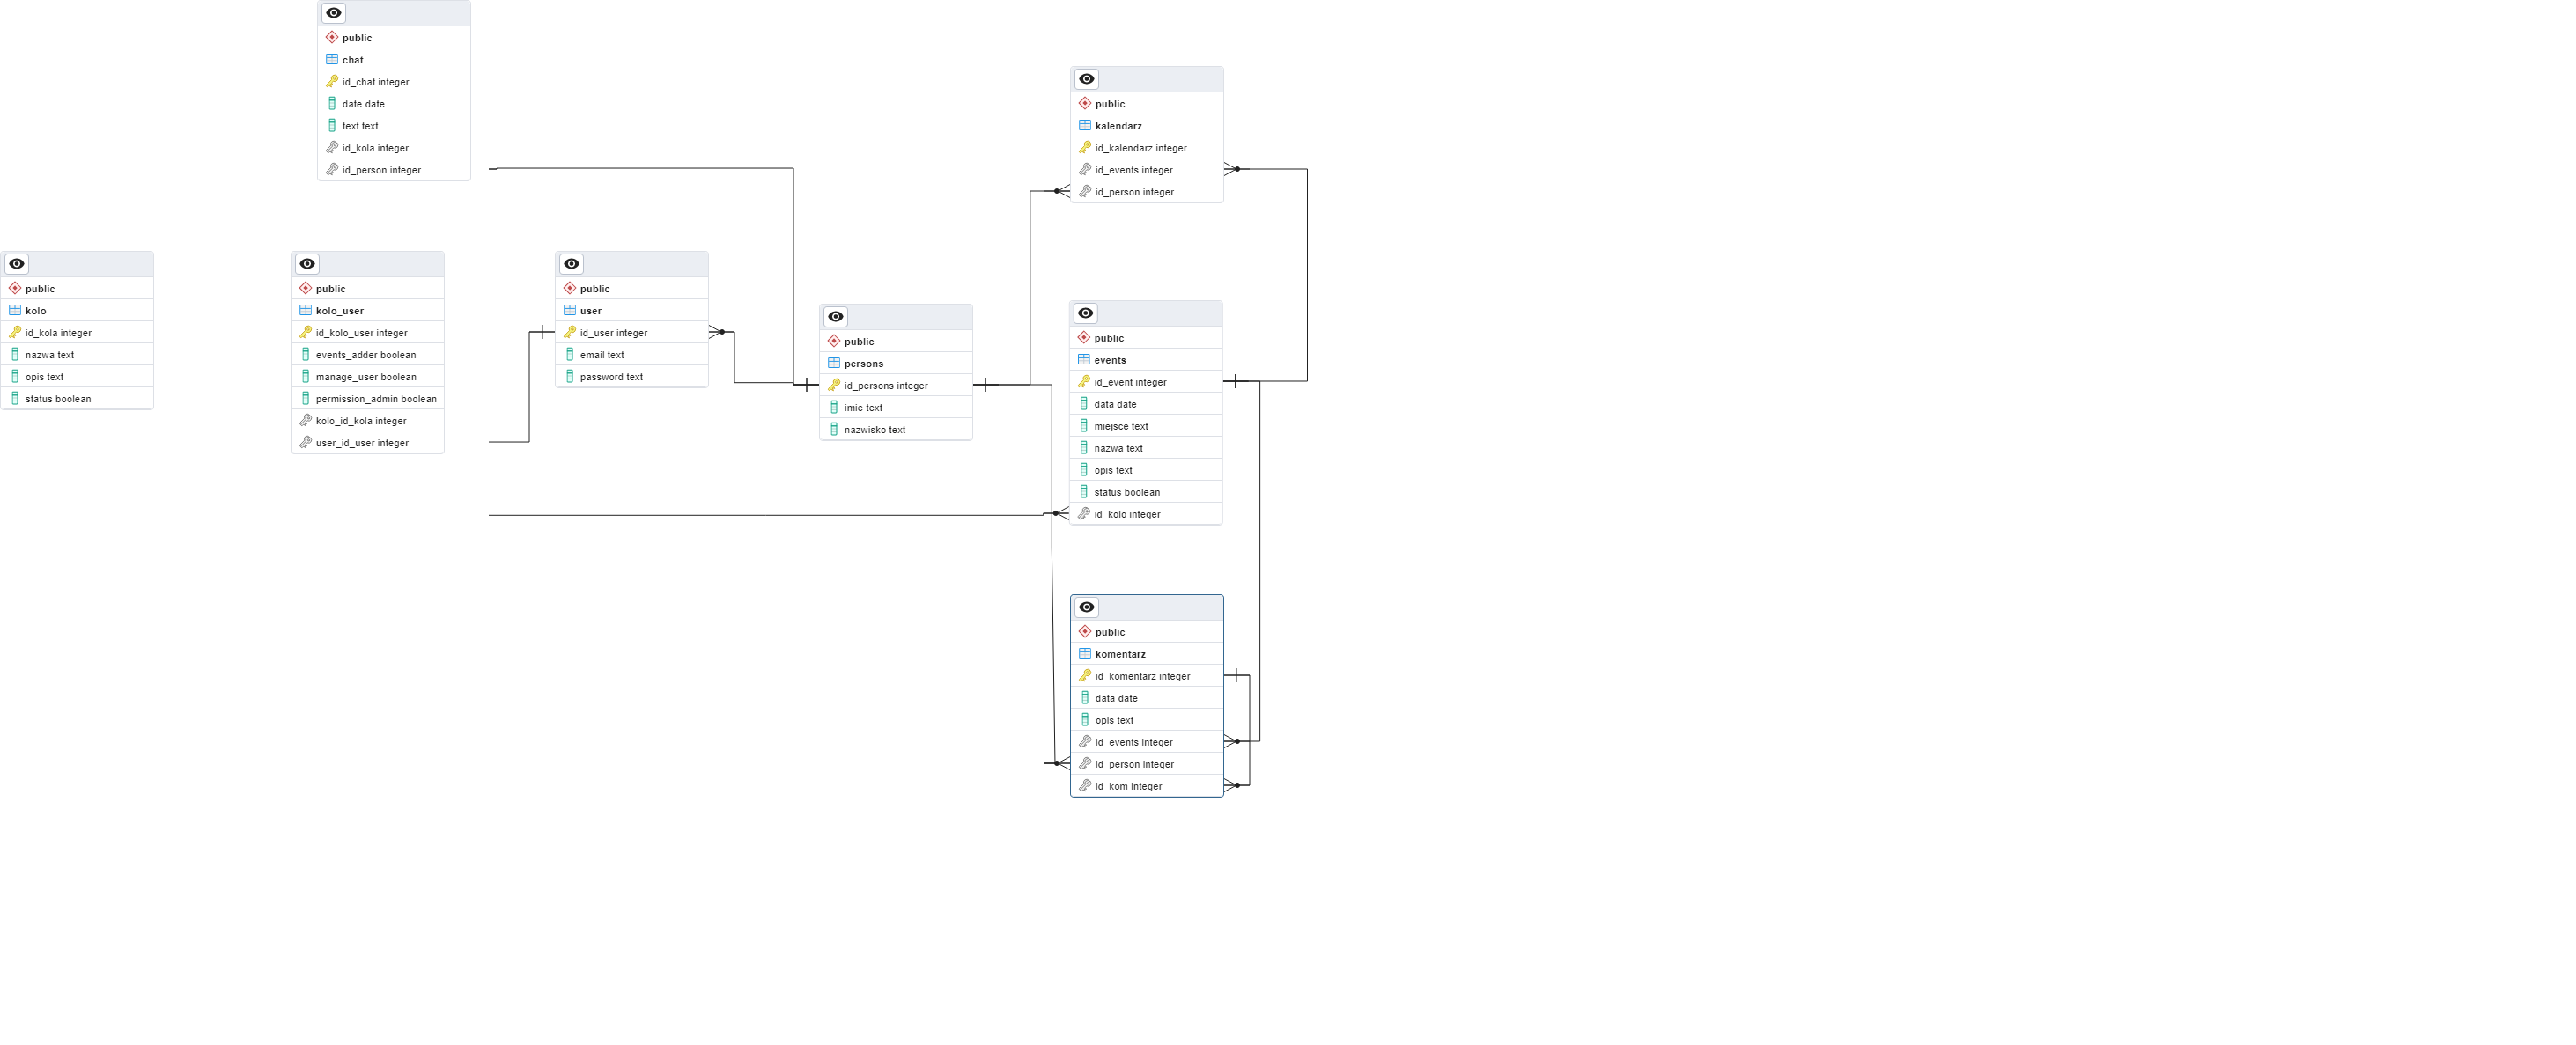 public
chat
id_chat integer
date date
text text
id_kola integer
id_person integer
public
kalendarz
id_kalendarz integer
id_events integer
id_person integer
public
kolo
id_kola integer
nazwa text
opis text
status boolean
public
kolo_user
id_kolo_user integer
events_adder boolean
manage_user boolean
permission_admin boolean
kolo_id_kola integer
user_id_user integer
public
user
id_user integer
email text
password text
public
persons
id_persons integer
imie text
nazwisko text
public
events
id_event integer
data date
miejsce text
nazwa text
opis text
status boolean
id_kolo integer
public
komentarz
id_komentarz integer
data date
opis text
id_events integer
id_person integer
id_kom integer